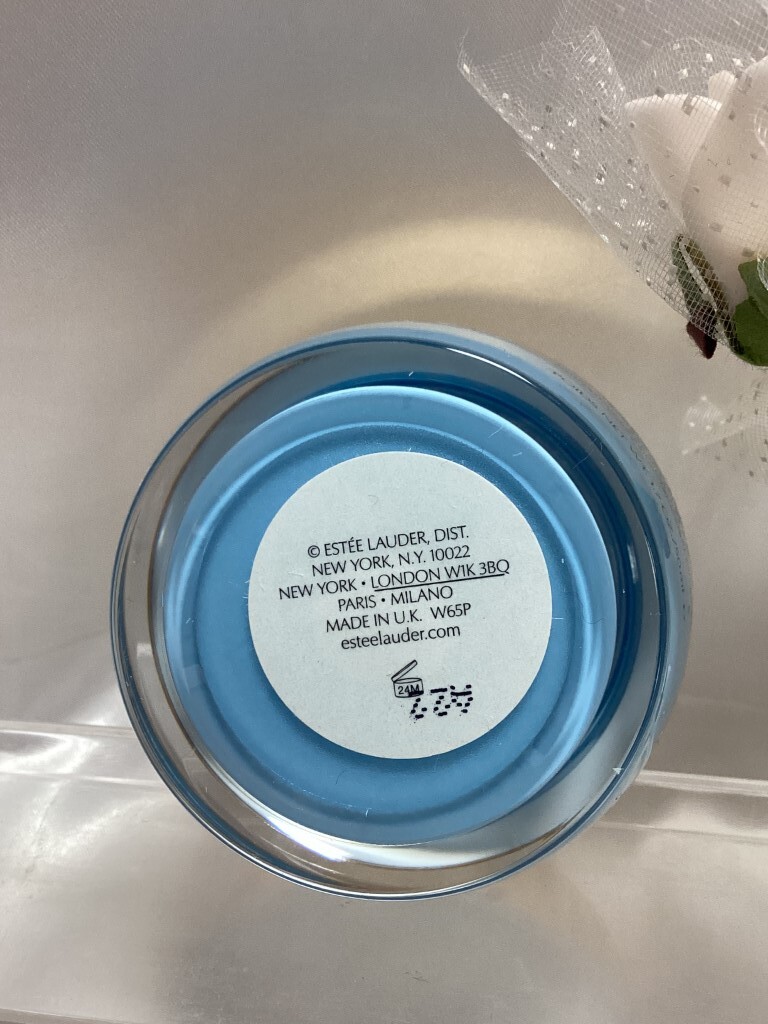 © ESTÉE LAUDER, DIST.
NEW YORK, N.Y. 10022
NEW YORK • LONDON W1K 3BQ
PARIS • MILANO
MADE IN U.K. W65P
esteelauder.com
24M